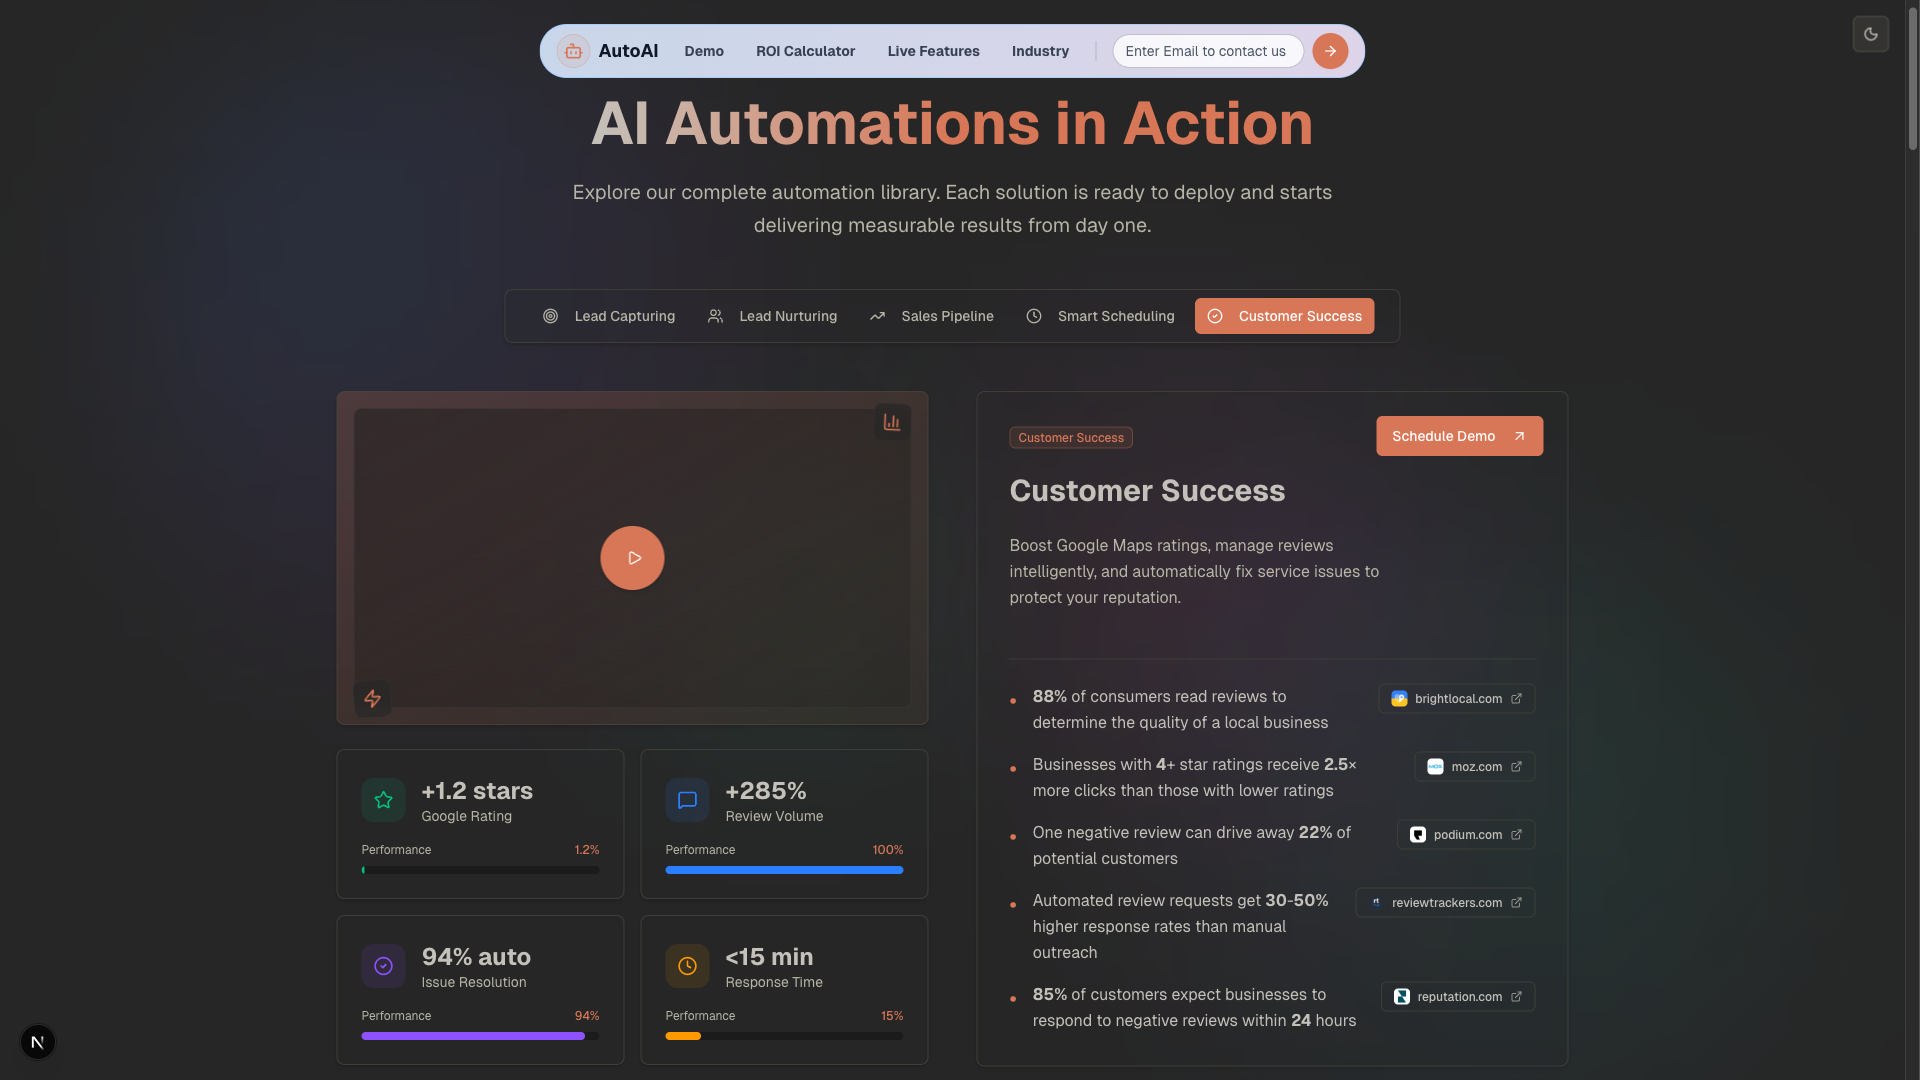 AutoAI
Demo
ROI Calculator
Live Features
Industry
Enter Email to contact us
AI Automations in Action
Explore our complete automation library. Each solution is ready to deploy and starts
delivering measurable results from day one.
Lead Capturing
Lead Nurturing
Sales Pipeline
Smart Scheduling
Customer Success
+1.2 stars
Google Rating
Performance 1.2%
+285%
Review Volume
Performance 100%
94% auto
Issue Resolution
Performance 94%
<15 min
Response Time
Performance 15%
Customer Success
Schedule Demo
Customer Success
Boost Google Maps ratings, manage reviews
intelligently, and automatically fix service issues to
protect your reputation.
88% of consumers read reviews to
determine the quality of a local business
brightlocal.com
Businesses with 4+ star ratings receive 2.5×
more clicks than those with lower ratings
MOZ
moz.com
One negative review can drive away 22% of
potential customers
podium.com
Automated review requests get 30-50%
higher response rates than manual
outreach
rt
reviewtrackers.com
85% of customers expect businesses to
respond to negative reviews within 24 hours
reputation.com
N